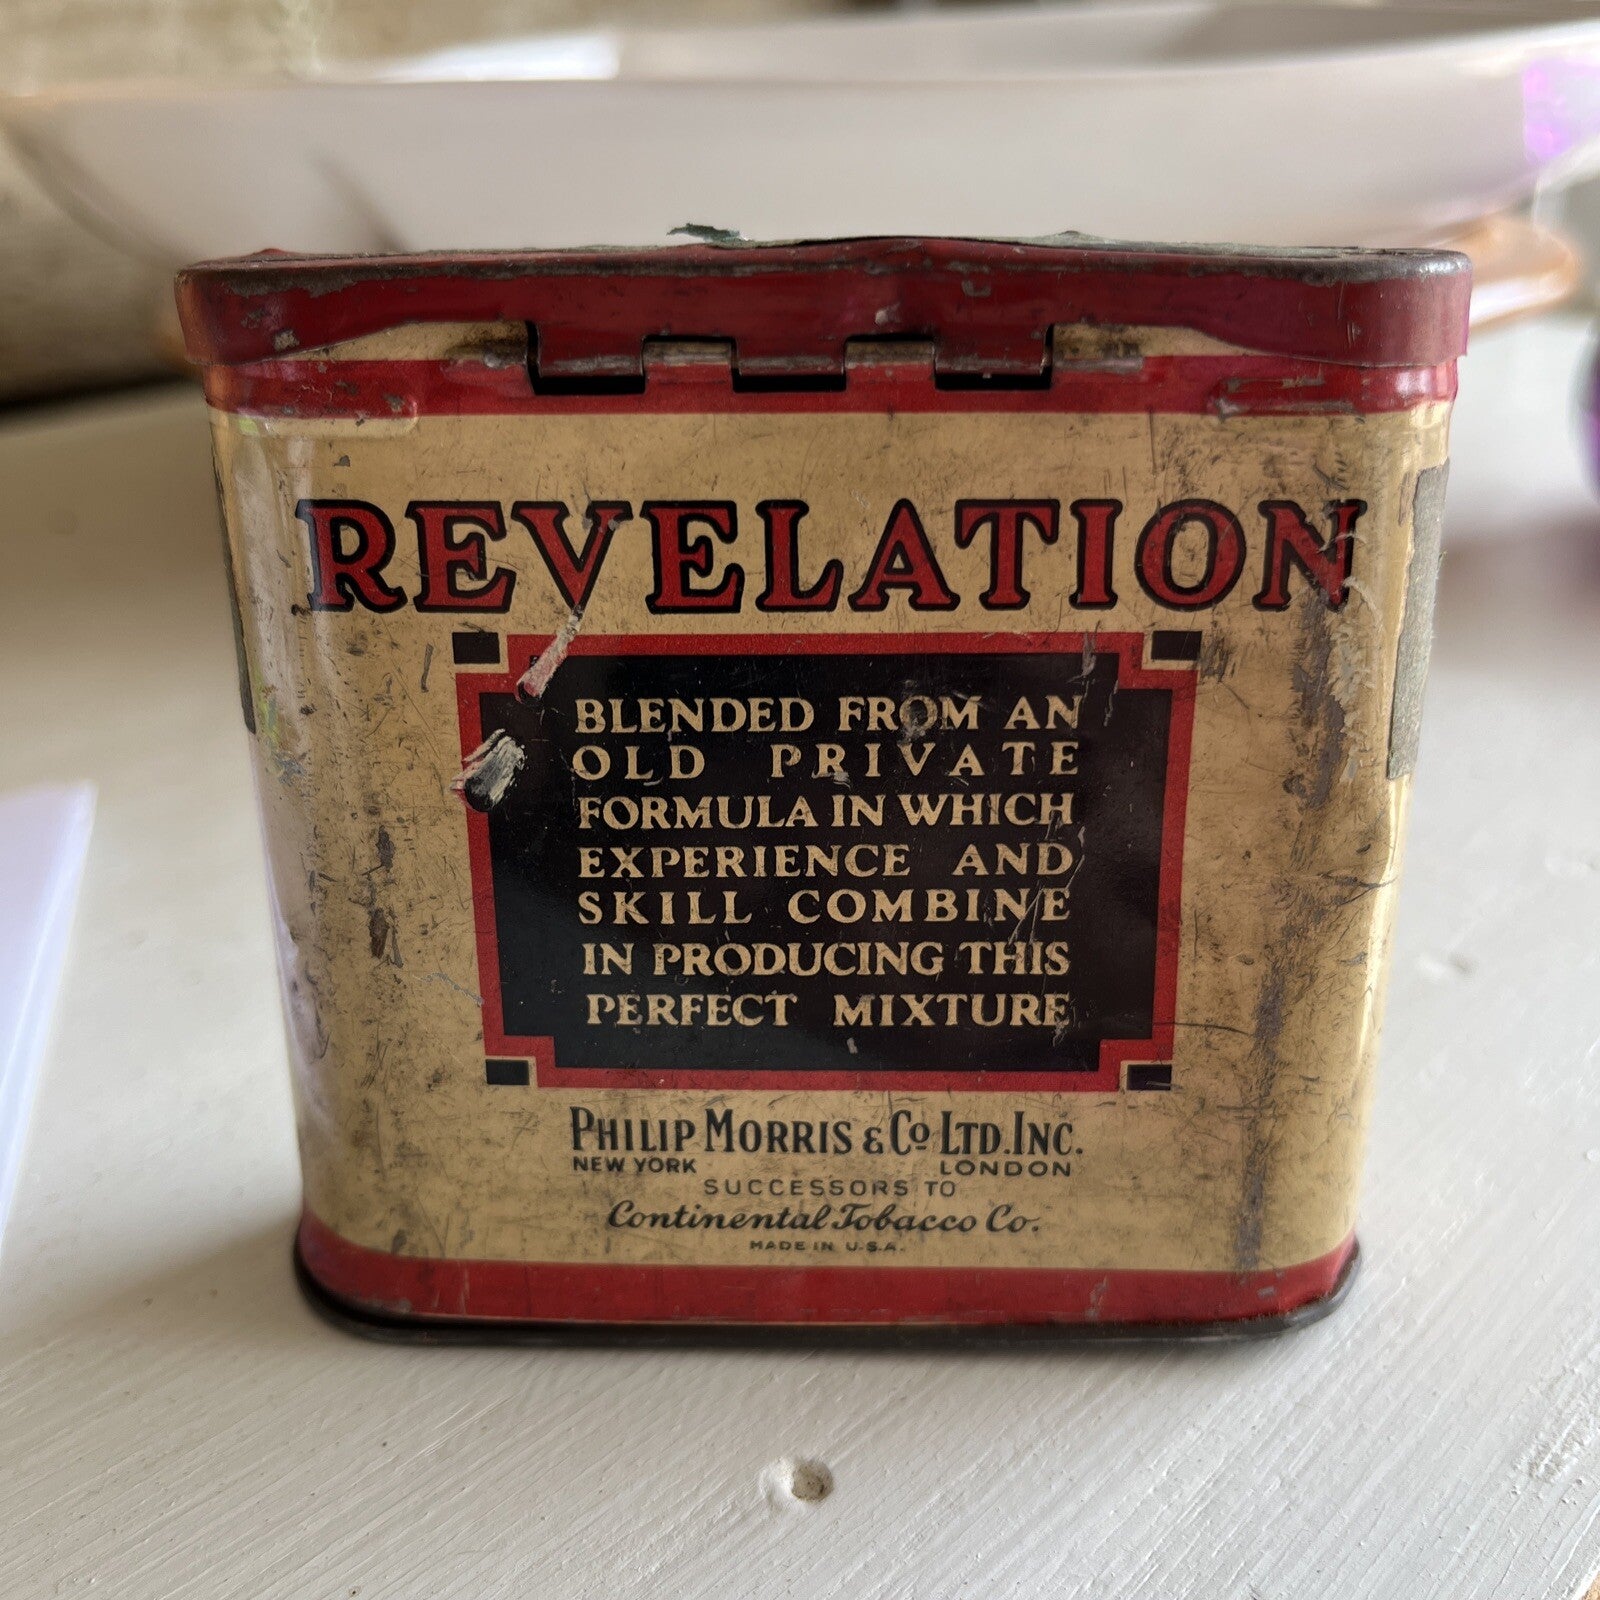 REVELATION
BLENDED FROM AN
OLD PRIVATE
FORMULA IN WHICH
EXPERIENCE AND
SKILL COMBINE
IN PRODUCING THIS
PERFECT MIXTURE
PHILIP MORRIS & Co LTD. INC.
NEW YORK LONDON
SUCCESSORS TO
Continental Tobacco Co.
MADE IN U.S.A.